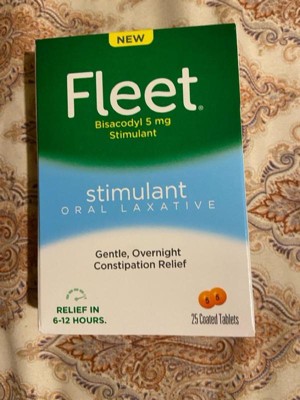 NEW
Fleet®
Bisacodyl 5 mg
Stimulant
stimulant
ORAL LAXATIVE
Gentle, Overnight
Constipation Relief
RELIEF IN
6-12 HOURS.
25 Coated Tablets